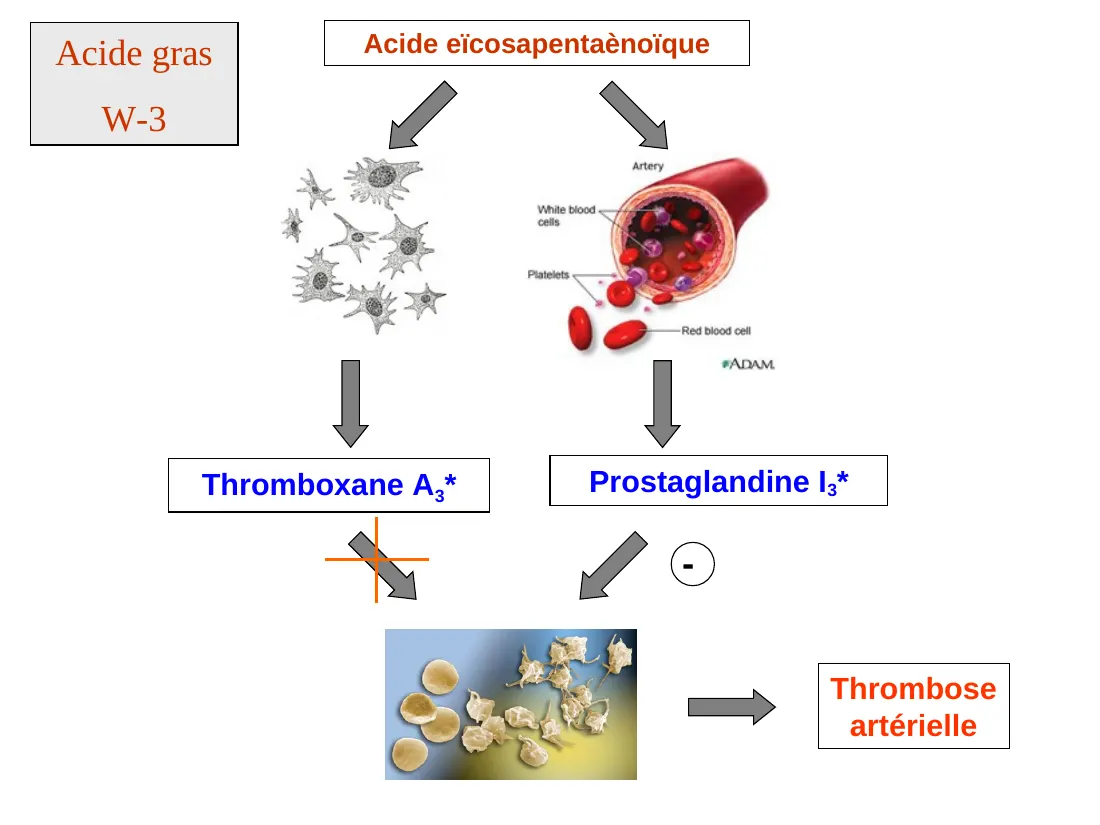 Acide gras
W-3
Acide eïcosapentaènoïque
Artery
White blood
cells
Platelets
Red blood cell
ADAM.
Thromboxane A3*
Prostaglandine I3*
-
Thrombose
artérielle